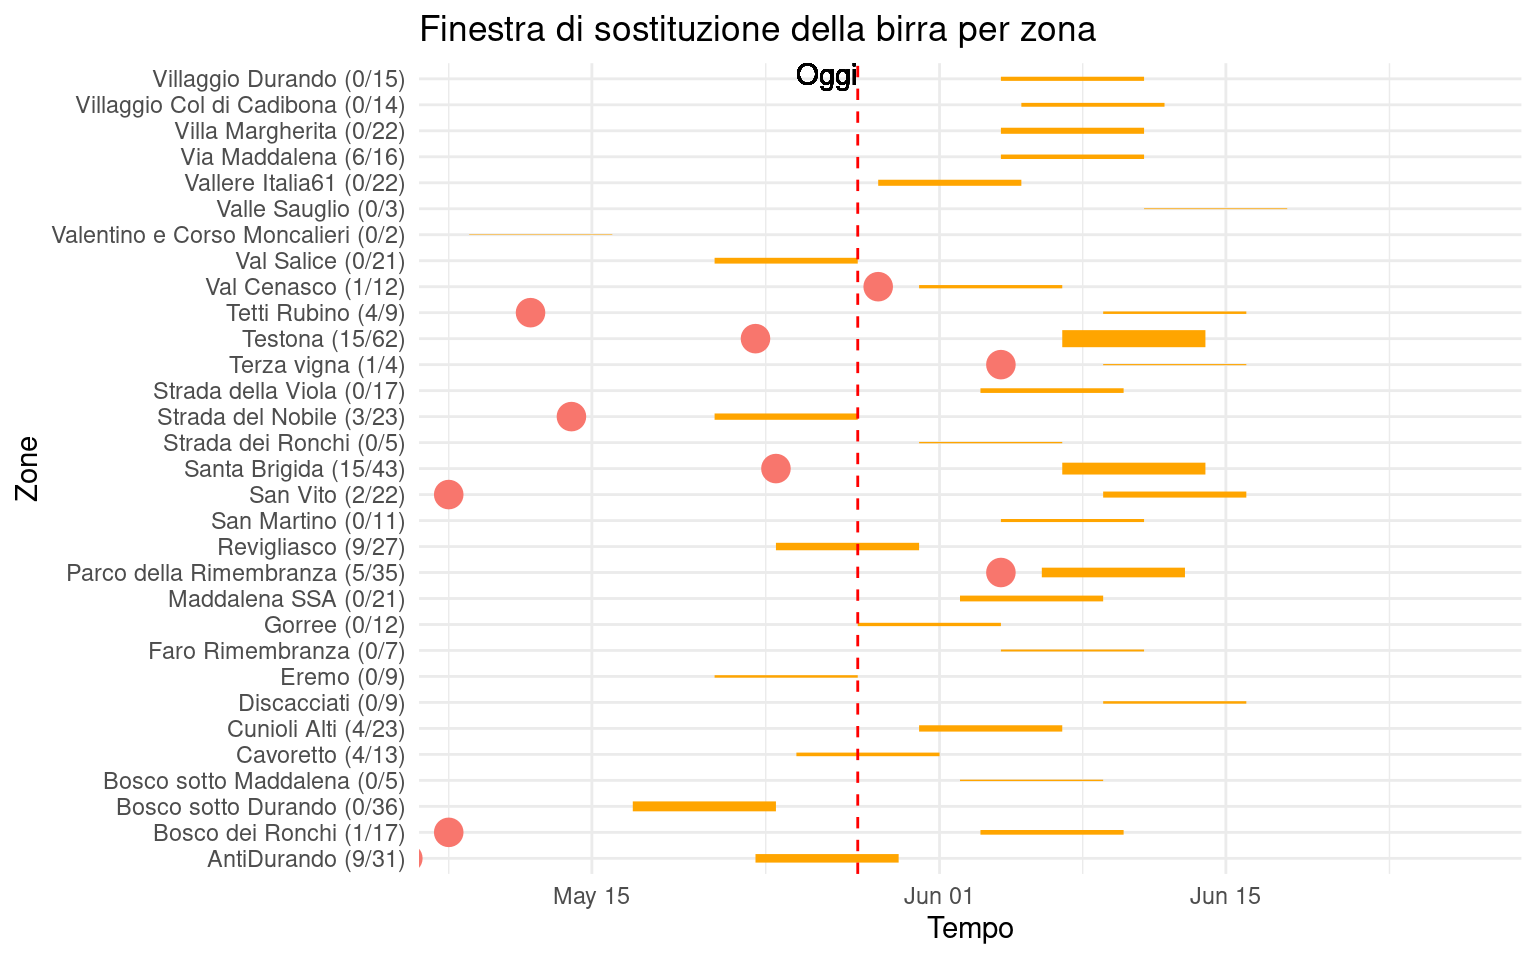 Finestra di sostituzione della birra per zona
Oggi
Zone
Villaggio Durando (0/15)
Villaggio Col di Cadibona (0/14)
Villa Margherita (0/22)
Via Maddalena (6/16)
Vallere Italia61 (0/22)
Valle Sauglio (0/3)
Valentino e Corso Moncalieri (0/2)
Val Salice (0/21)
Val Cenasco (1/12)
Tetti Rubino (4/9)
Testona (15/62)
Terza vigna (1/4)
Strada della Viola (0/17)
Strada del Nobile (3/23)
Strada dei Ronchi (0/5)
Santa Brigida (15/43)
San Vito (2/22)
San Martino (0/11)
Revigliasco (9/27)
Parco della Rimembranza (5/35)
Maddalena SSA (0/21)
Gorree (0/12)
Faro Rimembranza (0/7)
Eremo (0/9)
Discacciati (0/9)
Cunioli Alti (4/23)
Cavoretto (4/13)
Bosco sotto Maddalena (0/5)
Bosco sotto Durando (0/36)
Bosco dei Ronchi (1/17)
AntiDurando (9/31)
May 15 Jun 01 Jun 15
Tempo